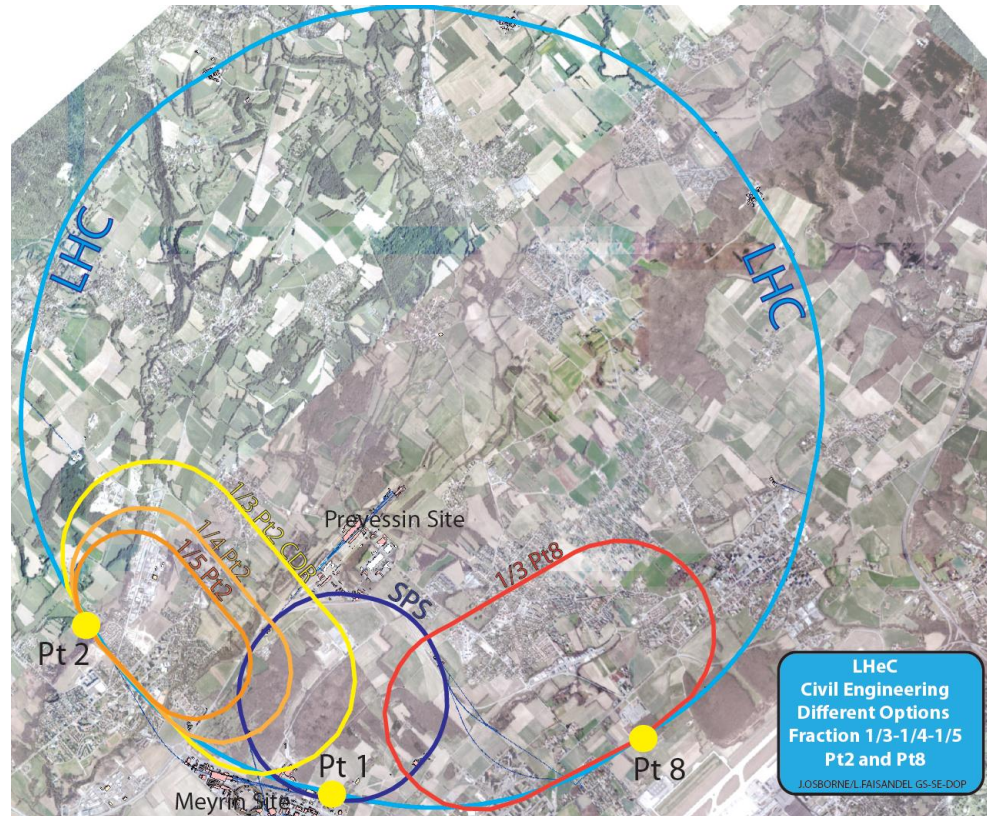 LHC
LHC
1/3 Pt2 CDR
1/4 Pt2
1/5 Pt2
Prevessin Site
SPS
1/3 Pt8
Pt 2
Pt 1
Pt 8
Meyrin Site
LHeC
Civil Engineering
Different Options
Fraction 1/3-1/4-1/5
Pt2 and Pt8
J.OSBORNE/L.FAISANDEL GS-SE-DOP